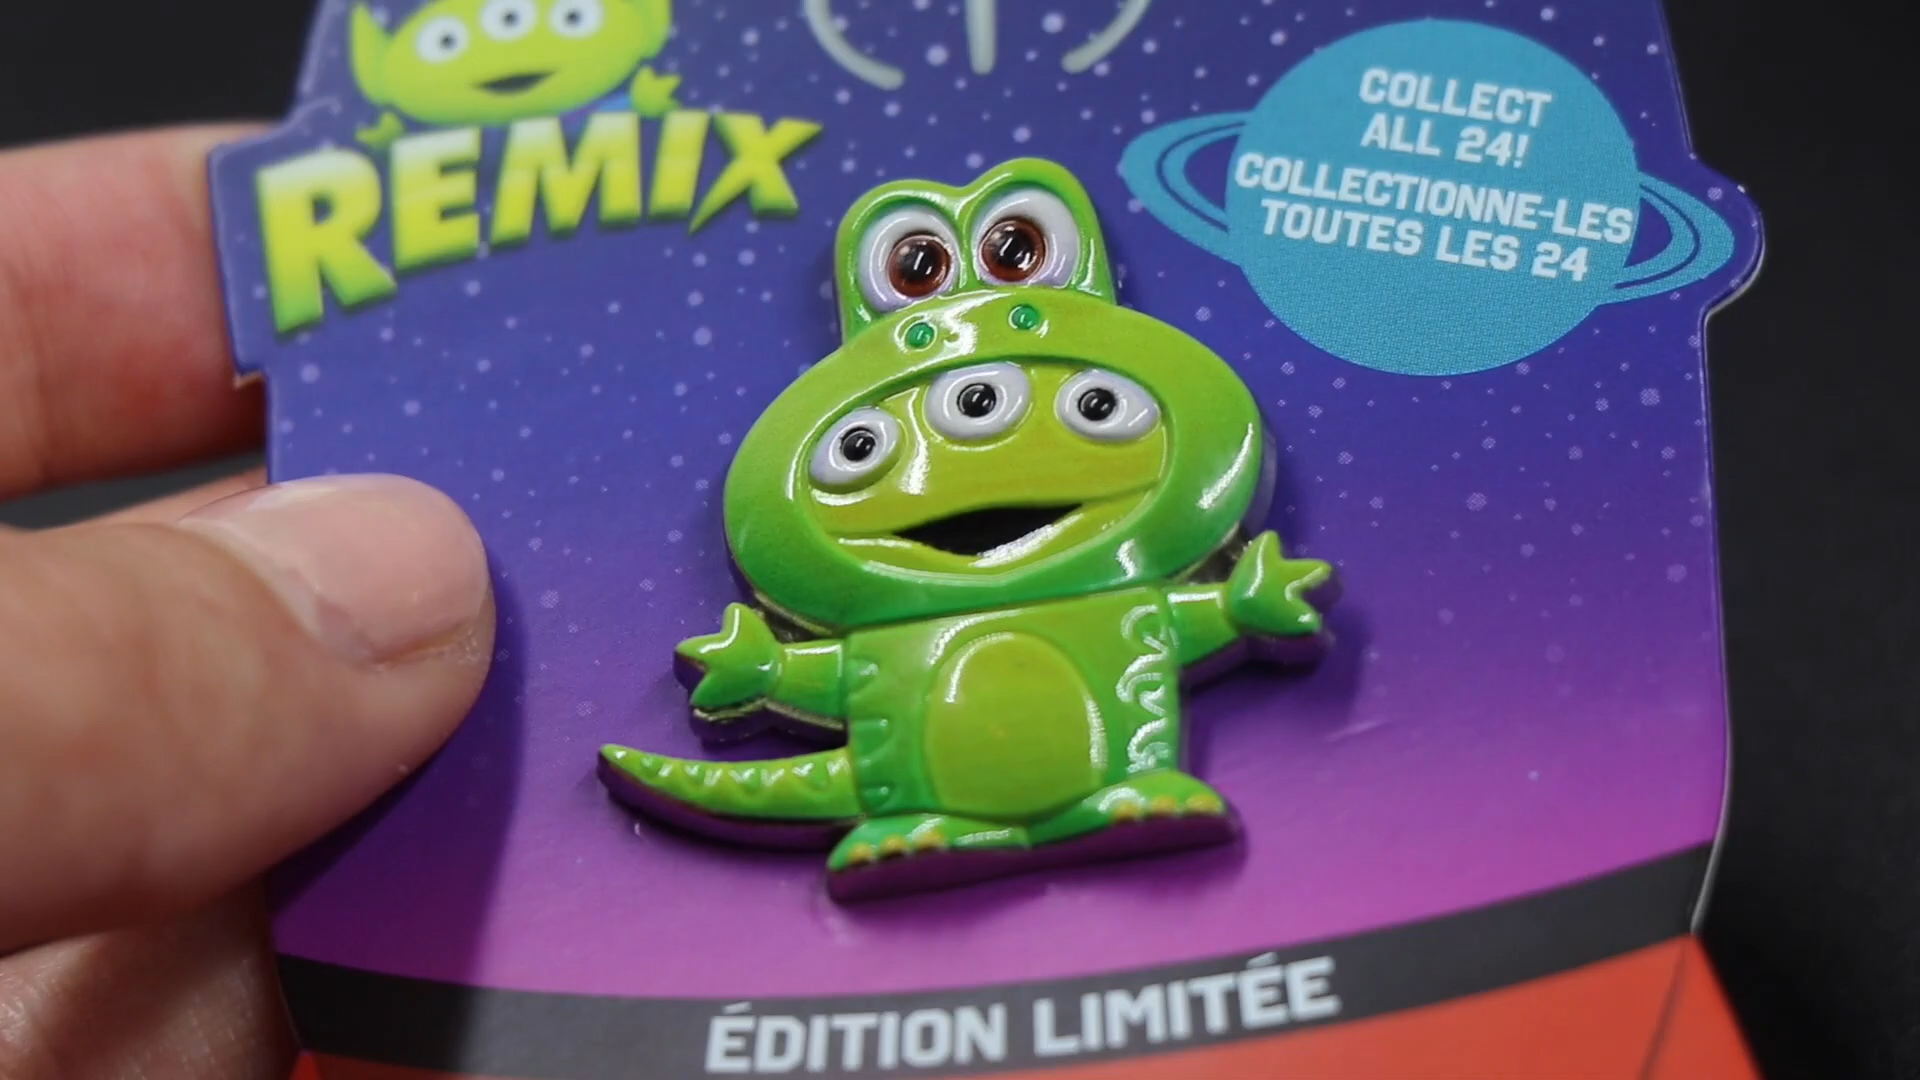 REMIX
COLLECT
ALL 24!
COLLECTIONNE-LES
TOUTES LES 24
ÉDITION LIMITÉE